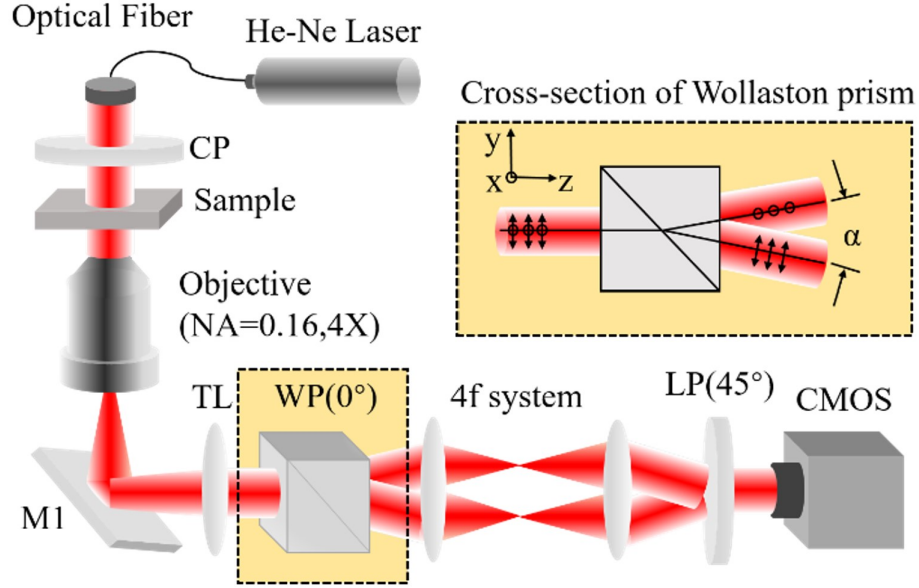 Optical Fiber
He-Ne Laser
Cross-section of Wollaston prism
CP
Sample
y
x
z
α
Objective
(NA=0.16,4X)
TL
WP(0°)
4f system
LP(45°)
CMOS
M1